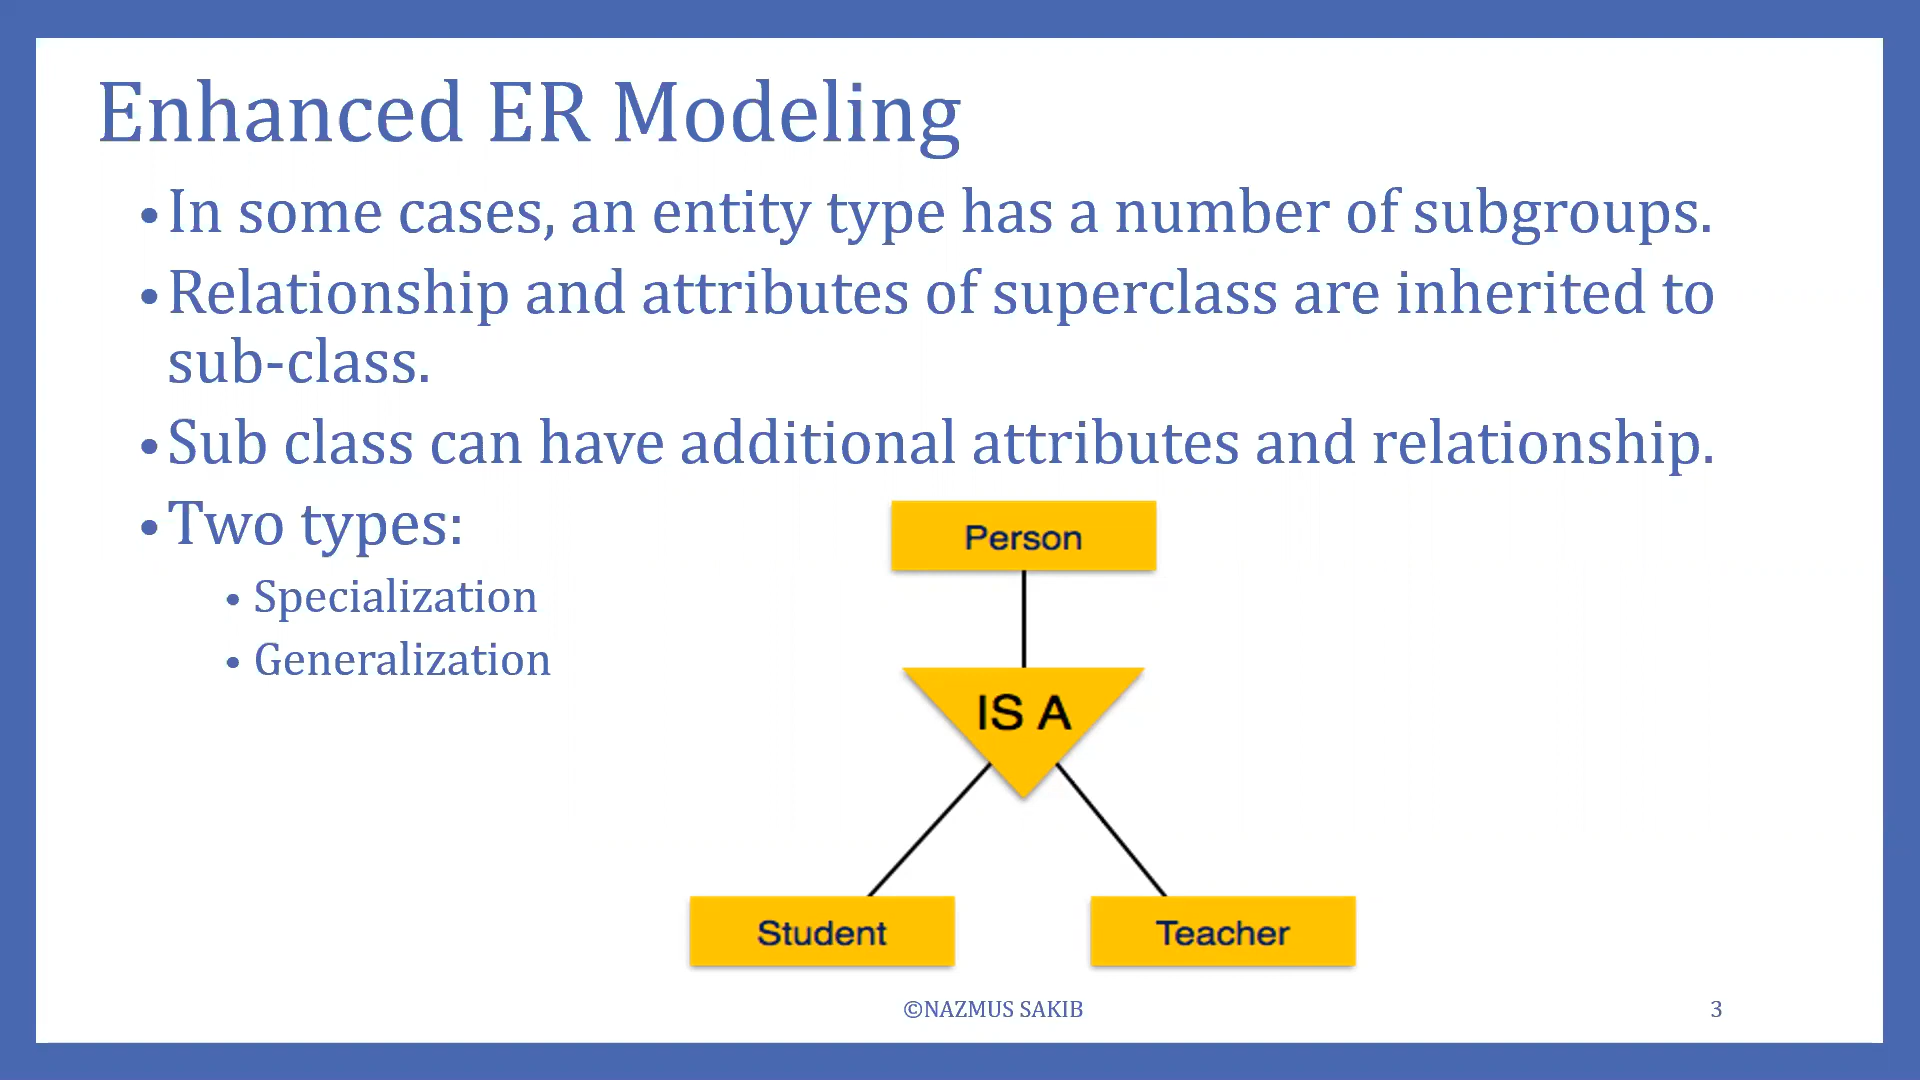 Enhanced ER Modeling
• In some cases, an entity type has a number of subgroups.
• Relationship and attributes of superclass are inherited to
sub-class.
• Sub class can have additional attributes and relationship.
• Two types:
• Specialization
• Generalization
Person
IS A
Student
Teacher
©NAZMUS SAKIB
3